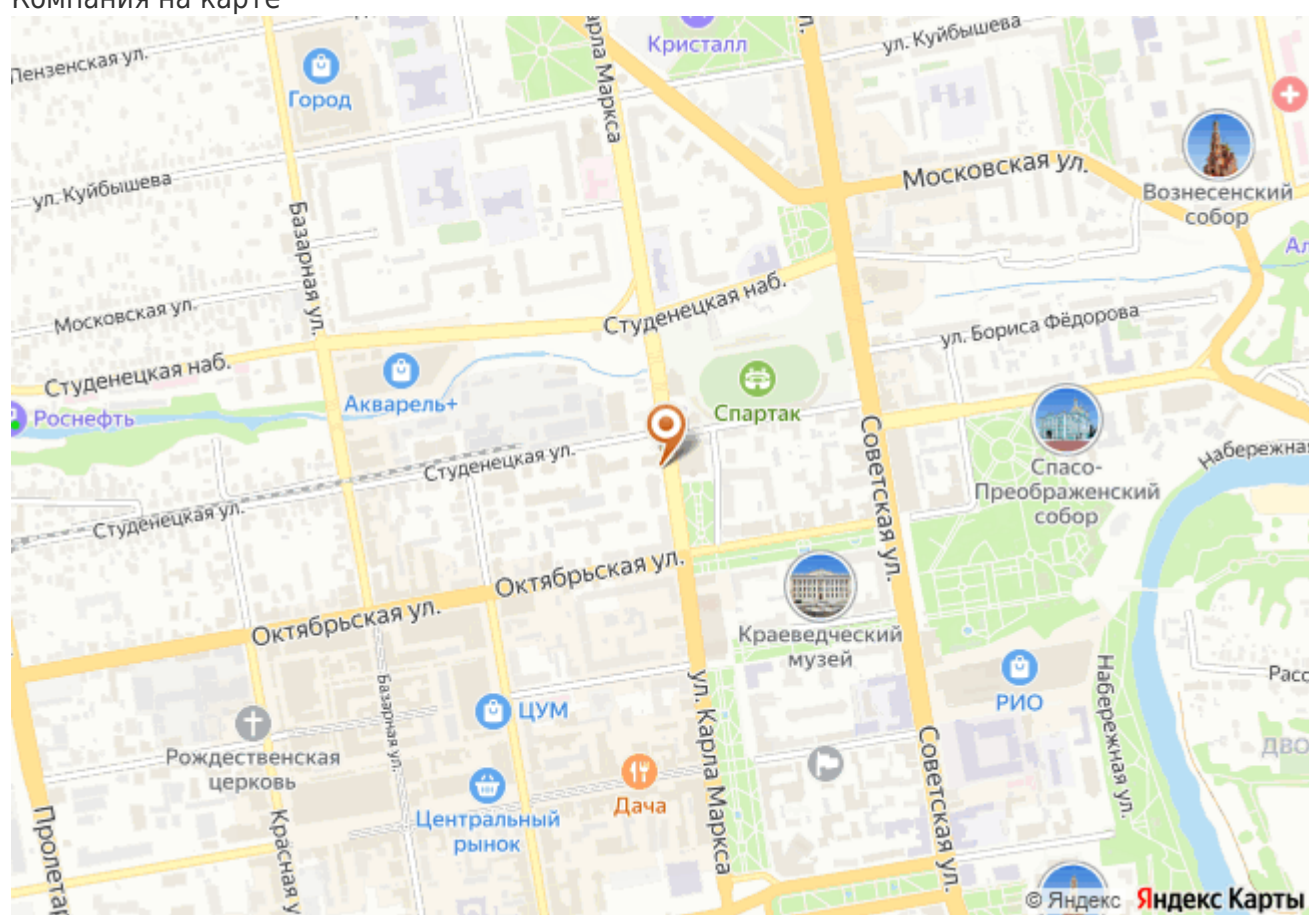 Компания на карте
Кристалл
ул. Куйбышева
Пензенская ул.
Город
Карла Маркса
Московская ул.
Вознесенский
собор
ул. Куйбышева
Базарная ул.
Студенецкая наб.
Московская ул.
ул. Бориса Фёдорова
Студенецкая наб.
Акварель+
Спартак
Роснефть
Советская ул.
Спасо-
Преображенский
собор
Студенецкая ул.
Студенецкая ул.
Октябрьская ул.
Октябрьская ул.
Краеведческий
музей
Базарная ул.
ЦУМ
ул. Карла Маркса
РИО
Набережная ул.
Рождественская
церковь
Советская ул.
Дача
Центральный
рынок
Красная у
Пролетар
© Яндекс Яндекс Карты